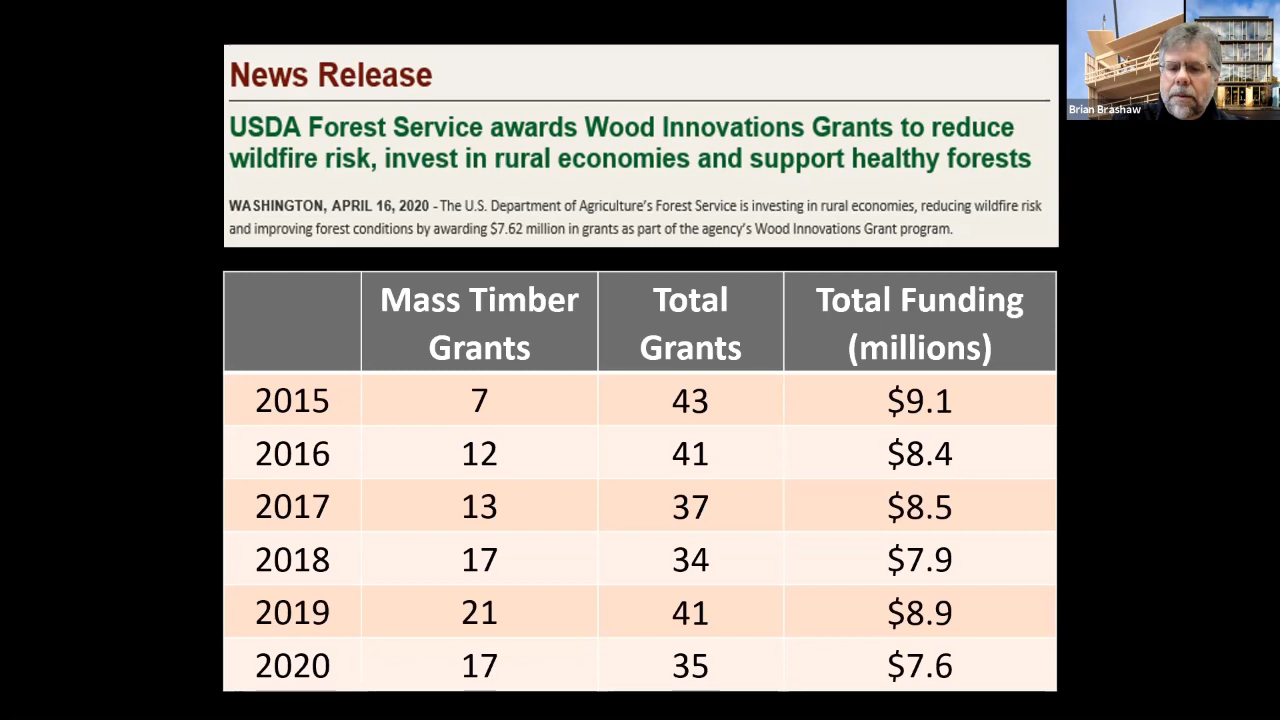 News Release
USDA Forest Service awards Wood Innovations Grants to reduce
wildfire risk, invest in rural economies and support healthy forests
WASHINGTON, APRIL 16, 2020 - The U.S. Department of Agriculture's Forest Service is investing in rural economies, reducing wildfire risk
and improving forest conditions by awarding $7.62 million in grants as part of the agency's Wood Innovations Grant program.
Brian Brashaw
Mass Timber Grants Total Grants Total Funding (millions)
2015 7 43 $9.1
2016 12 41 $8.4
2017 13 37 $8.5
2018 17 34 $7.9
2019 21 41 $8.9
2020 17 35 $7.6